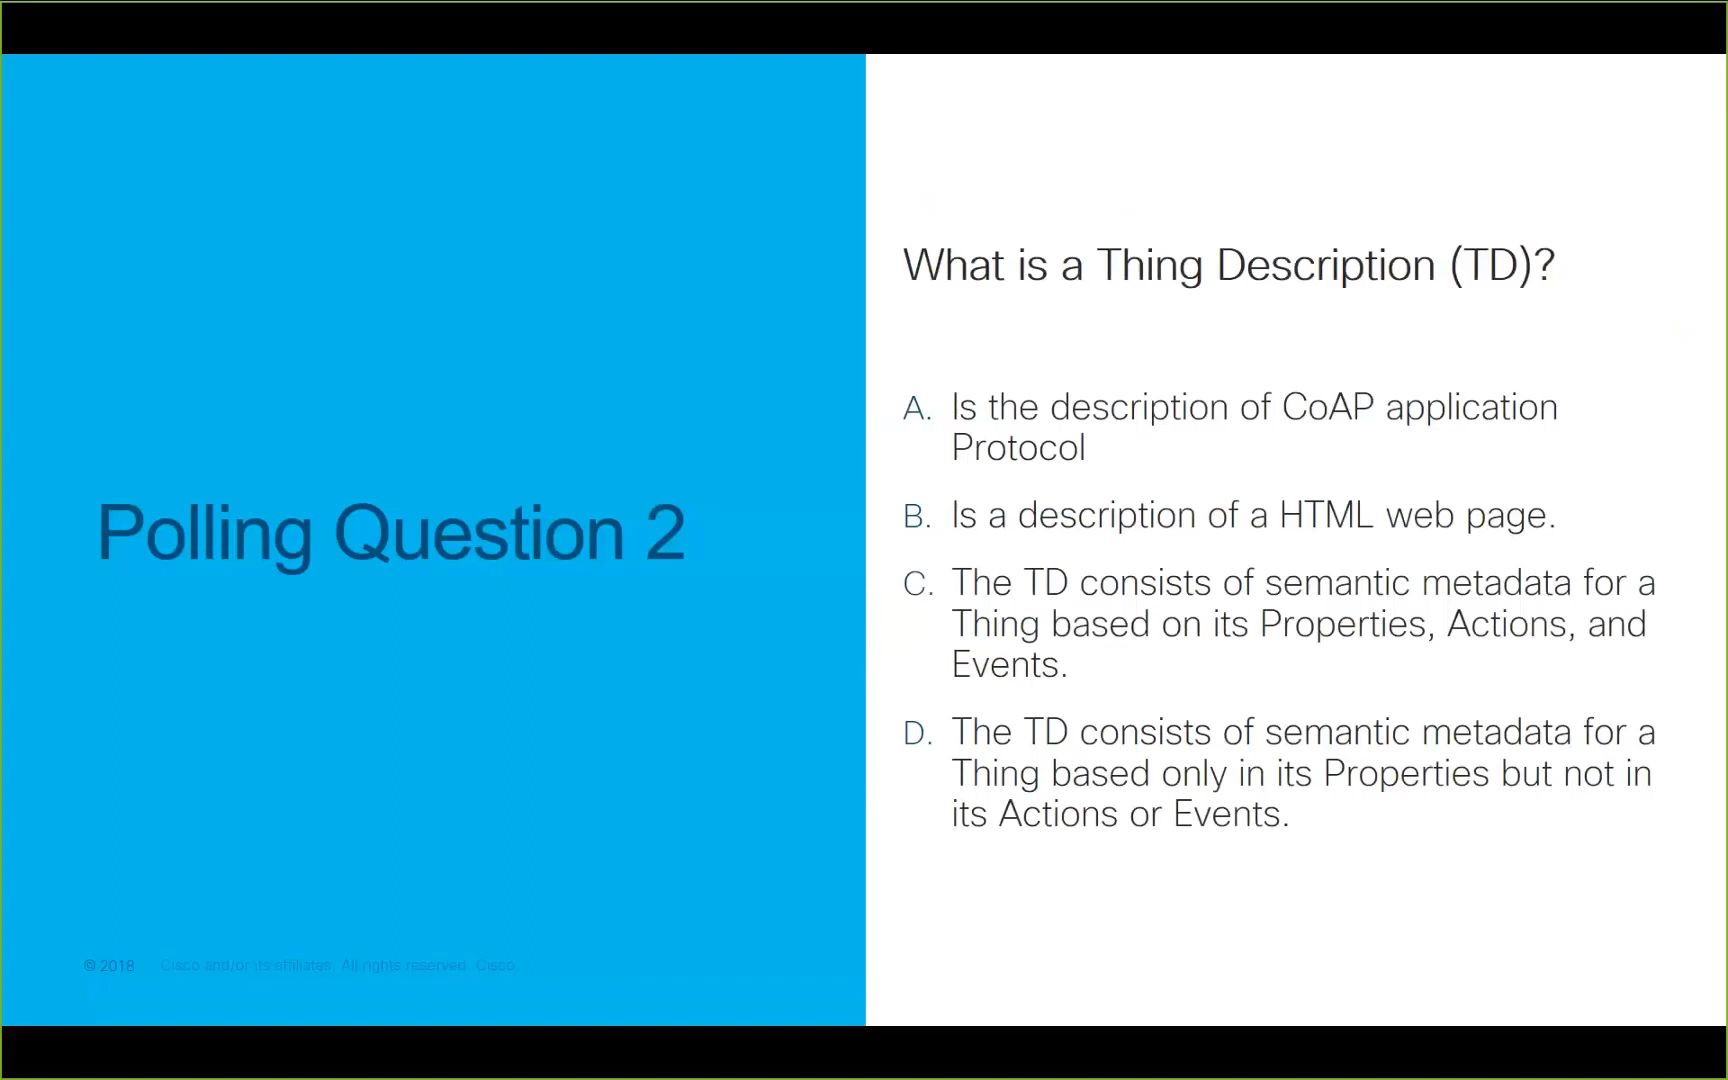 What is a Thing Description (TD)?
A. Is the description of CoAP application
Protocol
B. Is a description of a HTML web page.
C. The TD consists of semantic metadata for a
Thing based on its Properties, Actions, and
Events.
D. The TD consists of semantic metadata for a
Thing based only in its Properties but not in
its Actions or Events.
Polling Question 2
© 2018 Cisco and/or its affiliates. All rights reserved. Cisco